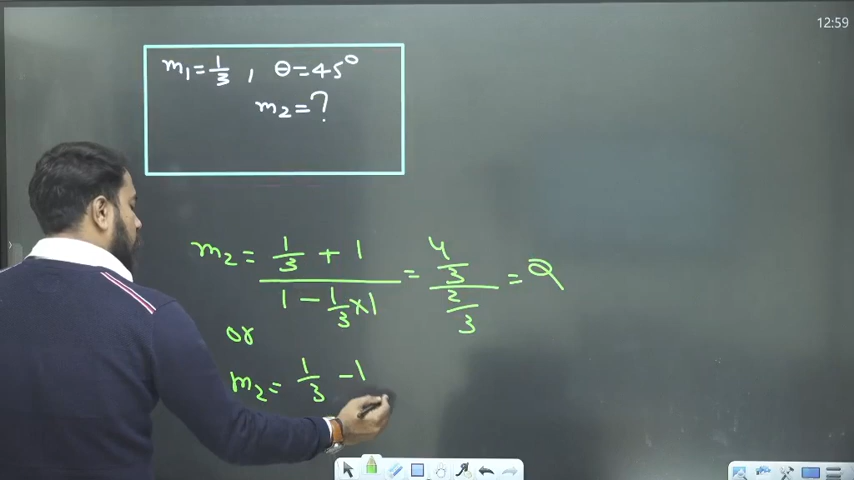 12:59
m₁ = 1/3 , θ = 45°
m₂ = ?
m₂ = (1/3 + 1)/(1 - 1/3 × 1) = (4/3)/(2/3) = 2
or
m₂ = 1/3 - 1